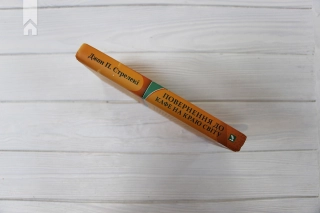 Джон П. Стрелекі
ПОВЕРНЕННЯ ДО
КАФЕ НА КРАЮ СВІТУ